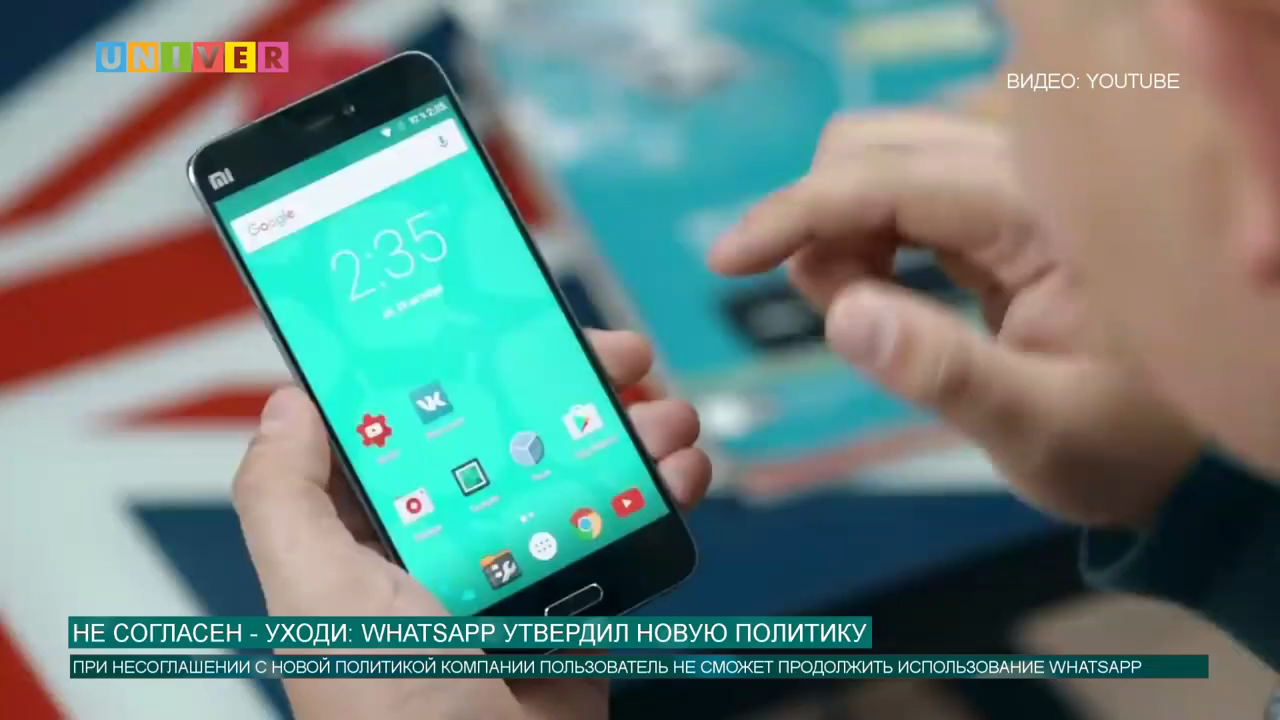 UNIVER
ВИДЕО: YOUTUBE
Google
2:35
НЕ СОГЛАСЕН - УХОДИ: WHATSAPP УТВЕРДИЛ НОВУЮ ПОЛИТИКУ
ПРИ НЕСОГЛАШЕНИИ С НОВОЙ ПОЛИТИКОЙ КОМПАНИИ ПОЛЬЗОВАТЕЛЬ НЕ СМОЖЕТ ПРОДОЛЖИТЬ ИСПОЛЬЗОВАНИЕ WHATSAPP